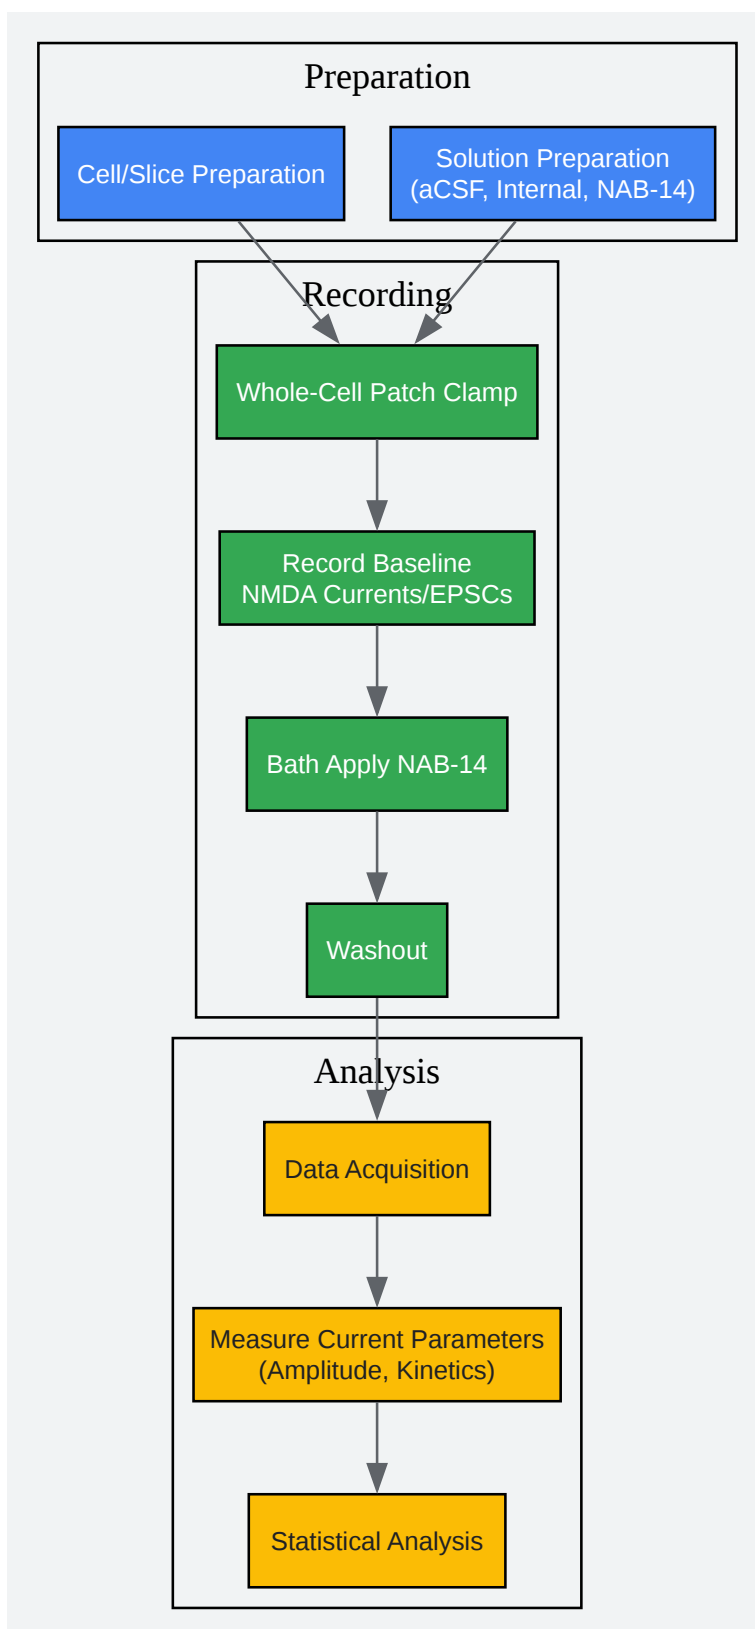 Preparation
Cell/Slice Preparation
Solution Preparation
(aCSF, Internal, NAB-14)
Recording
Whole-Cell Patch Clamp
Record Baseline
NMDA Currents/EPSCs
Bath Apply NAB-14
Washout
Analysis
Data Acquisition
Measure Current Parameters
(Amplitude, Kinetics)
Statistical Analysis